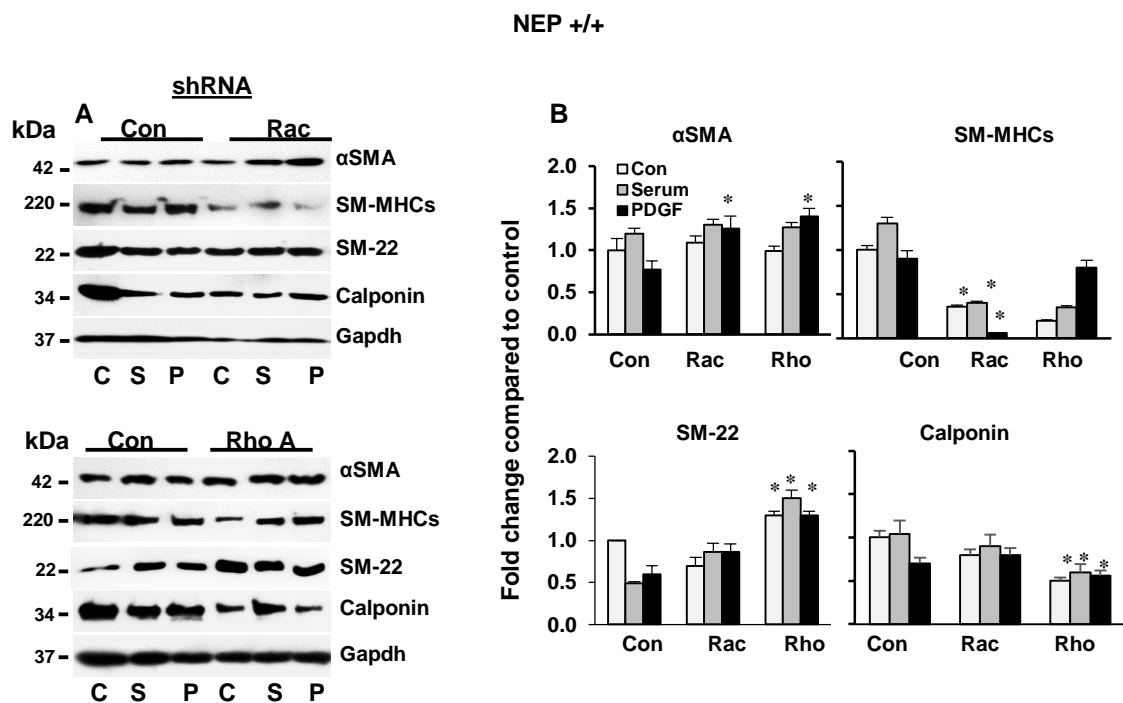 NEP +/+
shRNA
A
kDa
Con Rac
42 αSMA
220 SM-MHCs
22 SM-22
34 Calponin
37 Gapdh
C S P C S P
kDa
Con Rho A
42 αSMA
220 SM-MHCs
22 SM-22
34 Calponin
37 Gapdh
C S P C S P
B
Fold change compared to control
αSMA
2.0
1.5
1.0
0.5
0.0
Con
Serum
PDGF
* *
Con Rac Rho
SM-MHCs
* * *
Con Rac Rho
SM-22
2.0
1.5
1.0
0.5
0.0
* * *
Con Rac Rho
Calponin
* * *
Con Rac Rho